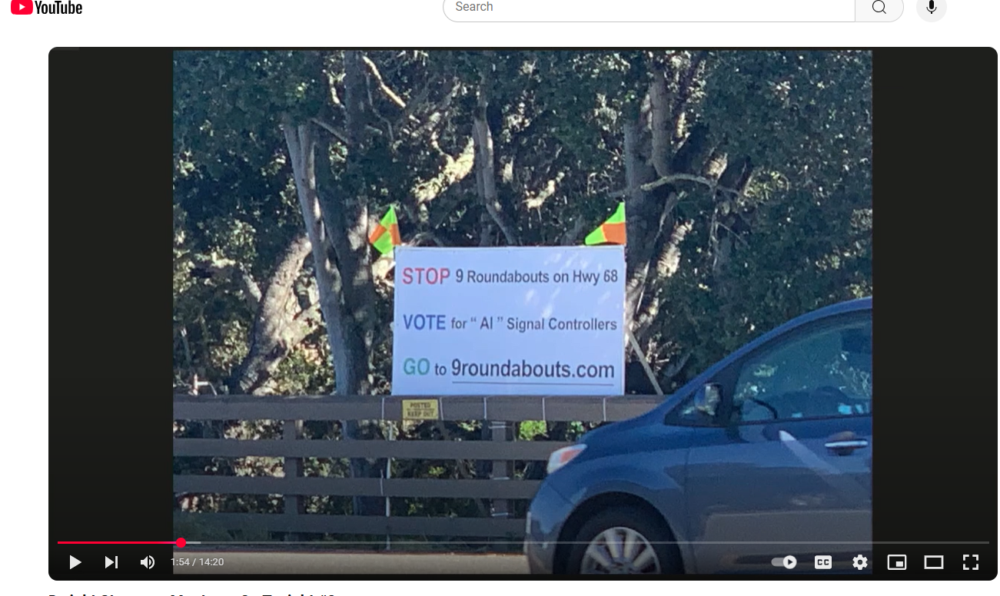 YouTube
Search
STOP 9 Roundabouts on Hwy 68
VOTE for “ AI ” Signal Controllers
GO to 9roundabouts.com
POSTED
KEEP OUT
1:54 / 14:20
CC